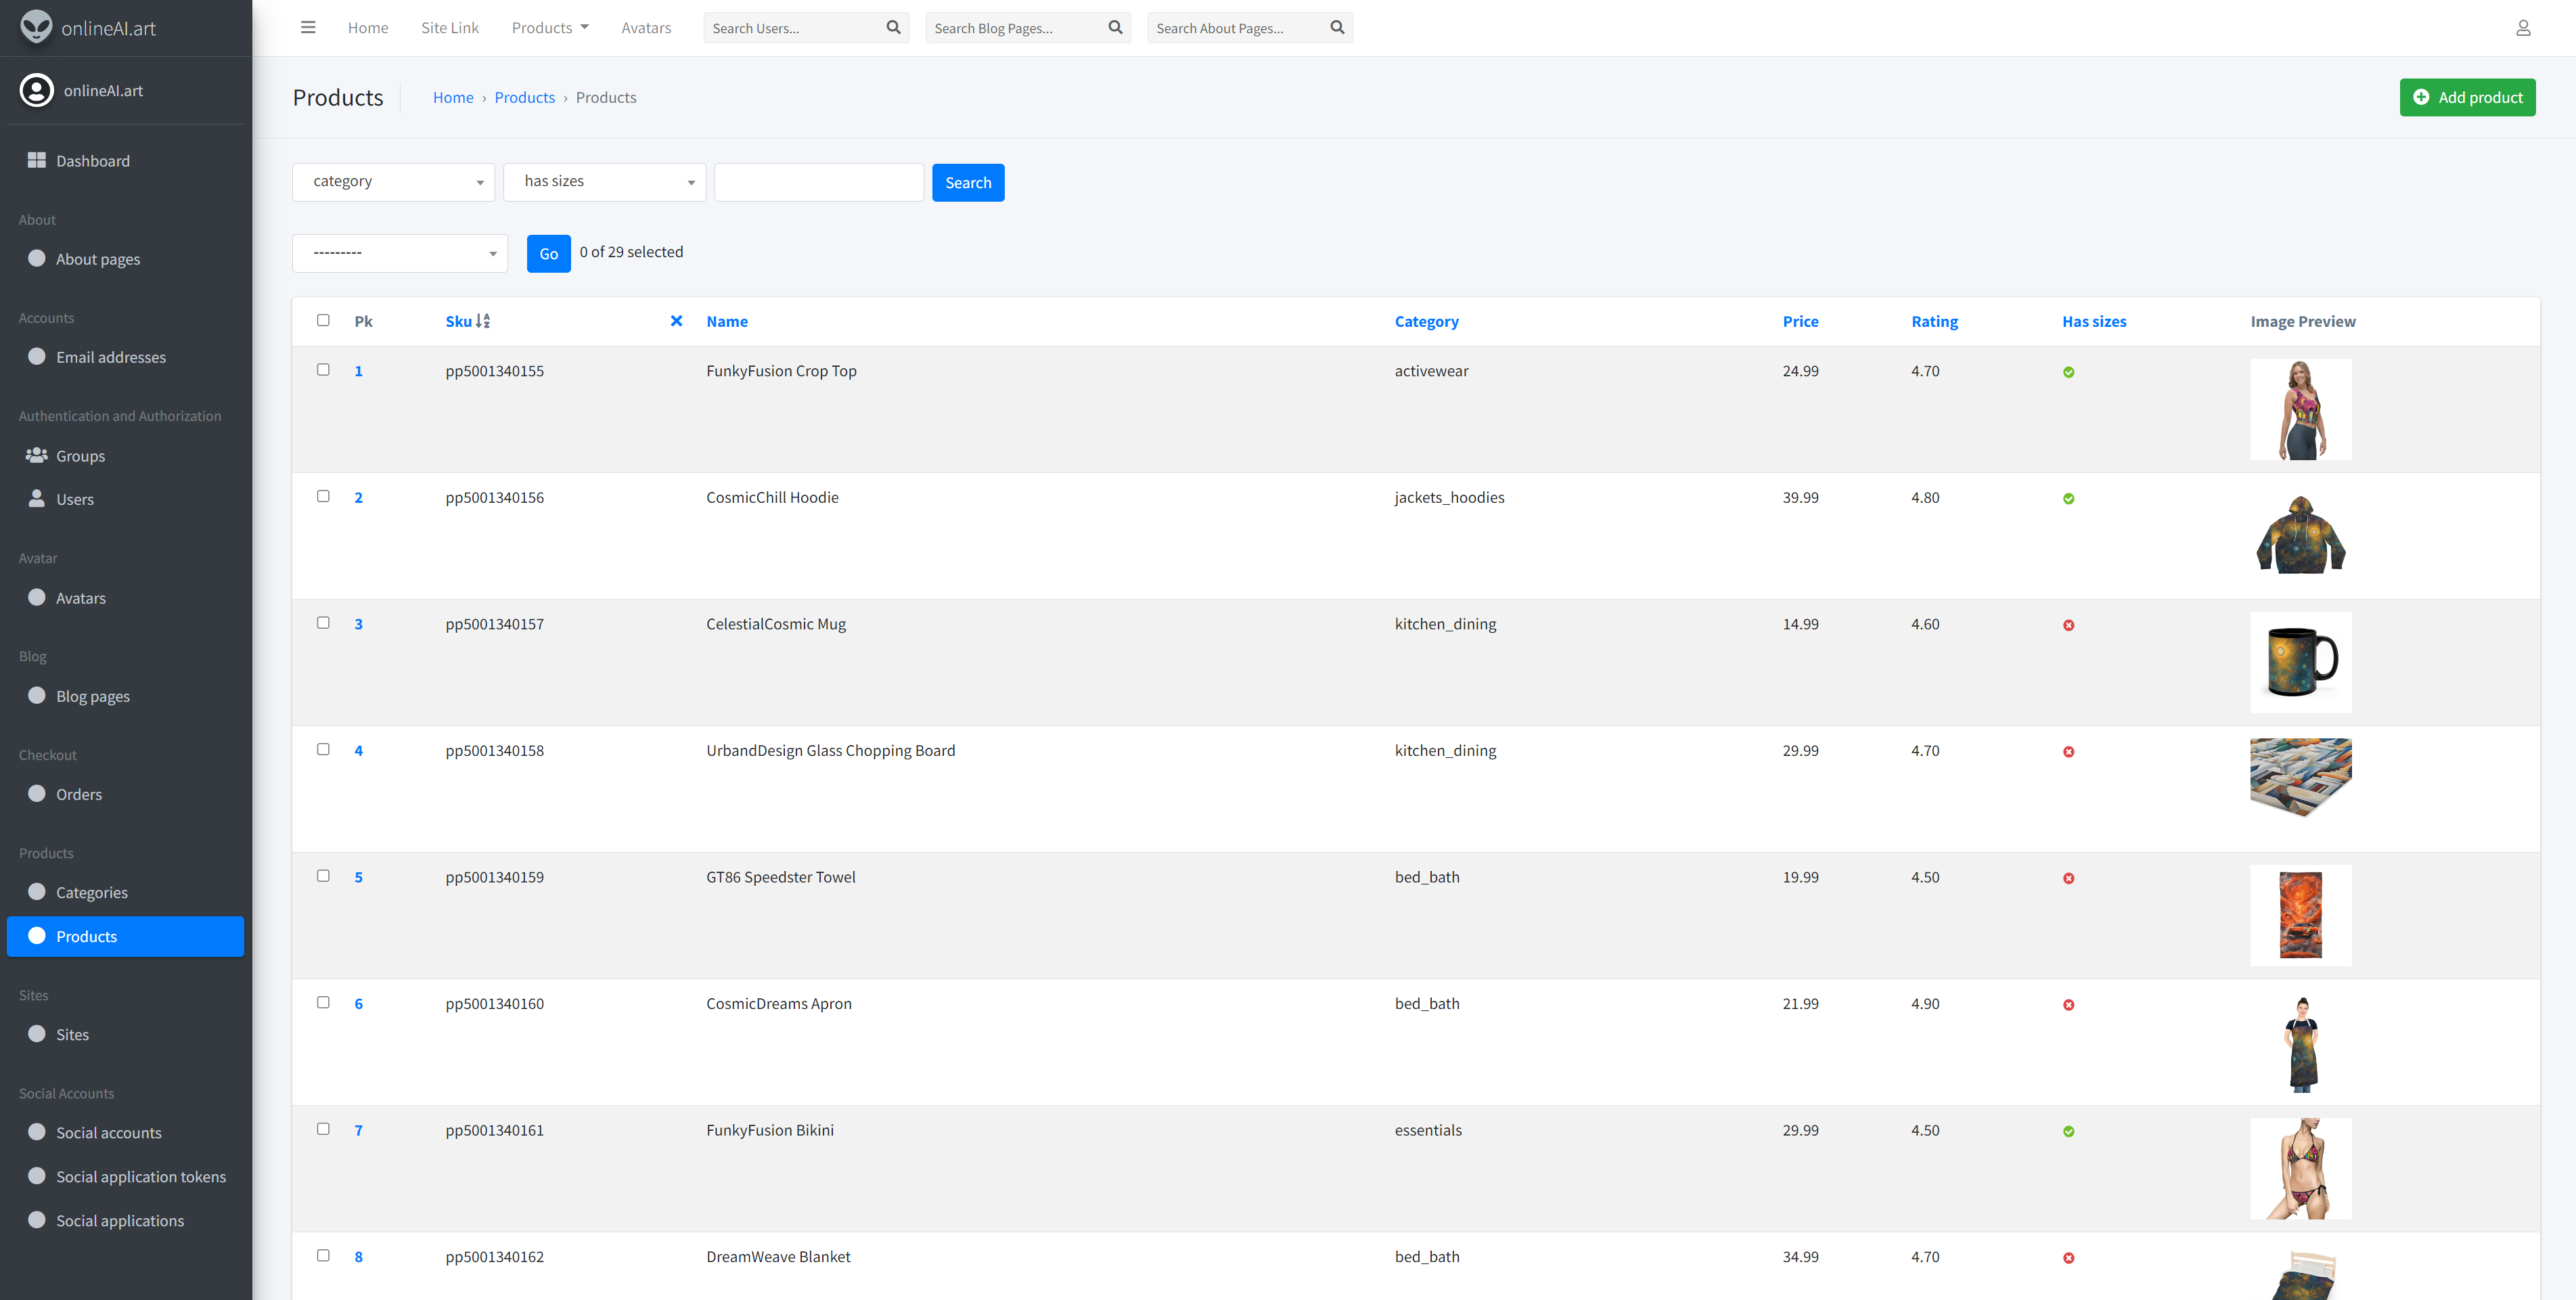 onlineAI.art
Home
Site Link
Products
Avatars
Search Users...
Search Blog Pages...
Search About Pages...
onlineAI.art
Dashboard
About
About pages
Accounts
Email addresses
Authentication and Authorization
Groups
Users
Avatar
Avatars
Blog
Blog pages
Checkout
Orders
Products
Categories
Products
Sites
Sites
Social Accounts
Social accounts
Social application tokens
Social applications
Products
Home › Products › Products
Add product
category
has sizes
Search
---------
Go
0 of 29 selected
Pk Sku Name Category Price Rating Has sizes Image Preview
1 pp5001340155 FunkyFusion Crop Top activewear 24.99 4.70
2 pp5001340156 CosmicChill Hoodie jackets_hoodies 39.99 4.80
3 pp5001340157 CelestialCosmic Mug kitchen_dining 14.99 4.60
4 pp5001340158 UrbandDesign Glass Chopping Board kitchen_dining 29.99 4.70
5 pp5001340159 GT86 Speedster Towel bed_bath 19.99 4.50
6 pp5001340160 CosmicDreams Apron bed_bath 21.99 4.90
7 pp5001340161 FunkyFusion Bikini essentials 29.99 4.50
8 pp5001340162 DreamWeave Blanket bed_bath 34.99 4.70